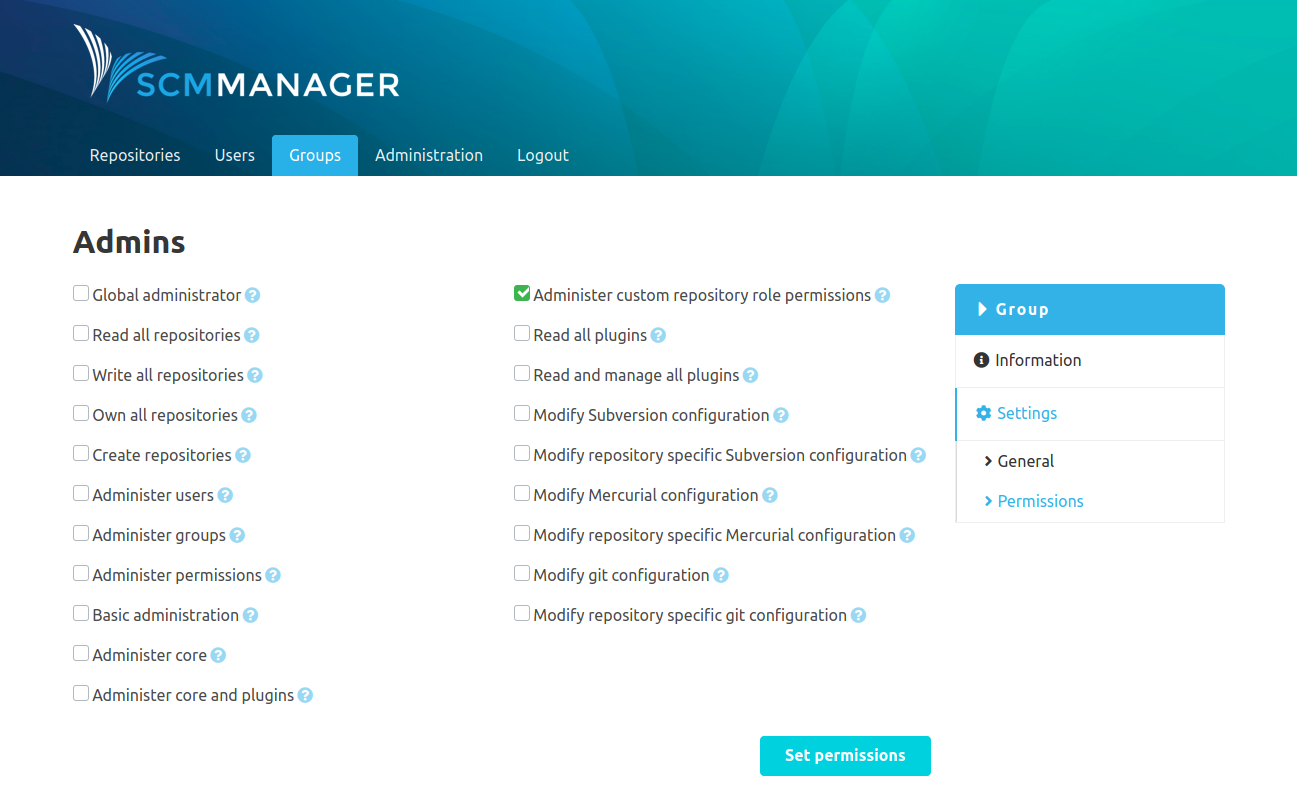 SCMMANAGER
Repositories Users Groups Administration Logout
Admins
Global administrator ?
Read all repositories ?
Write all repositories ?
Own all repositories ?
Create repositories ?
Administer users ?
Administer groups ?
Administer permissions ?
Basic administration ?
Administer core ?
Administer core and plugins ?
Administer custom repository role permissions ?
Read all plugins ?
Read and manage all plugins ?
Modify Subversion configuration ?
Modify repository specific Subversion configuration ?
Modify Mercurial configuration ?
Modify repository specific Mercurial configuration ?
Modify git configuration ?
Modify repository specific git configuration ?
Set permissions
Group
Information
Settings
General
Permissions